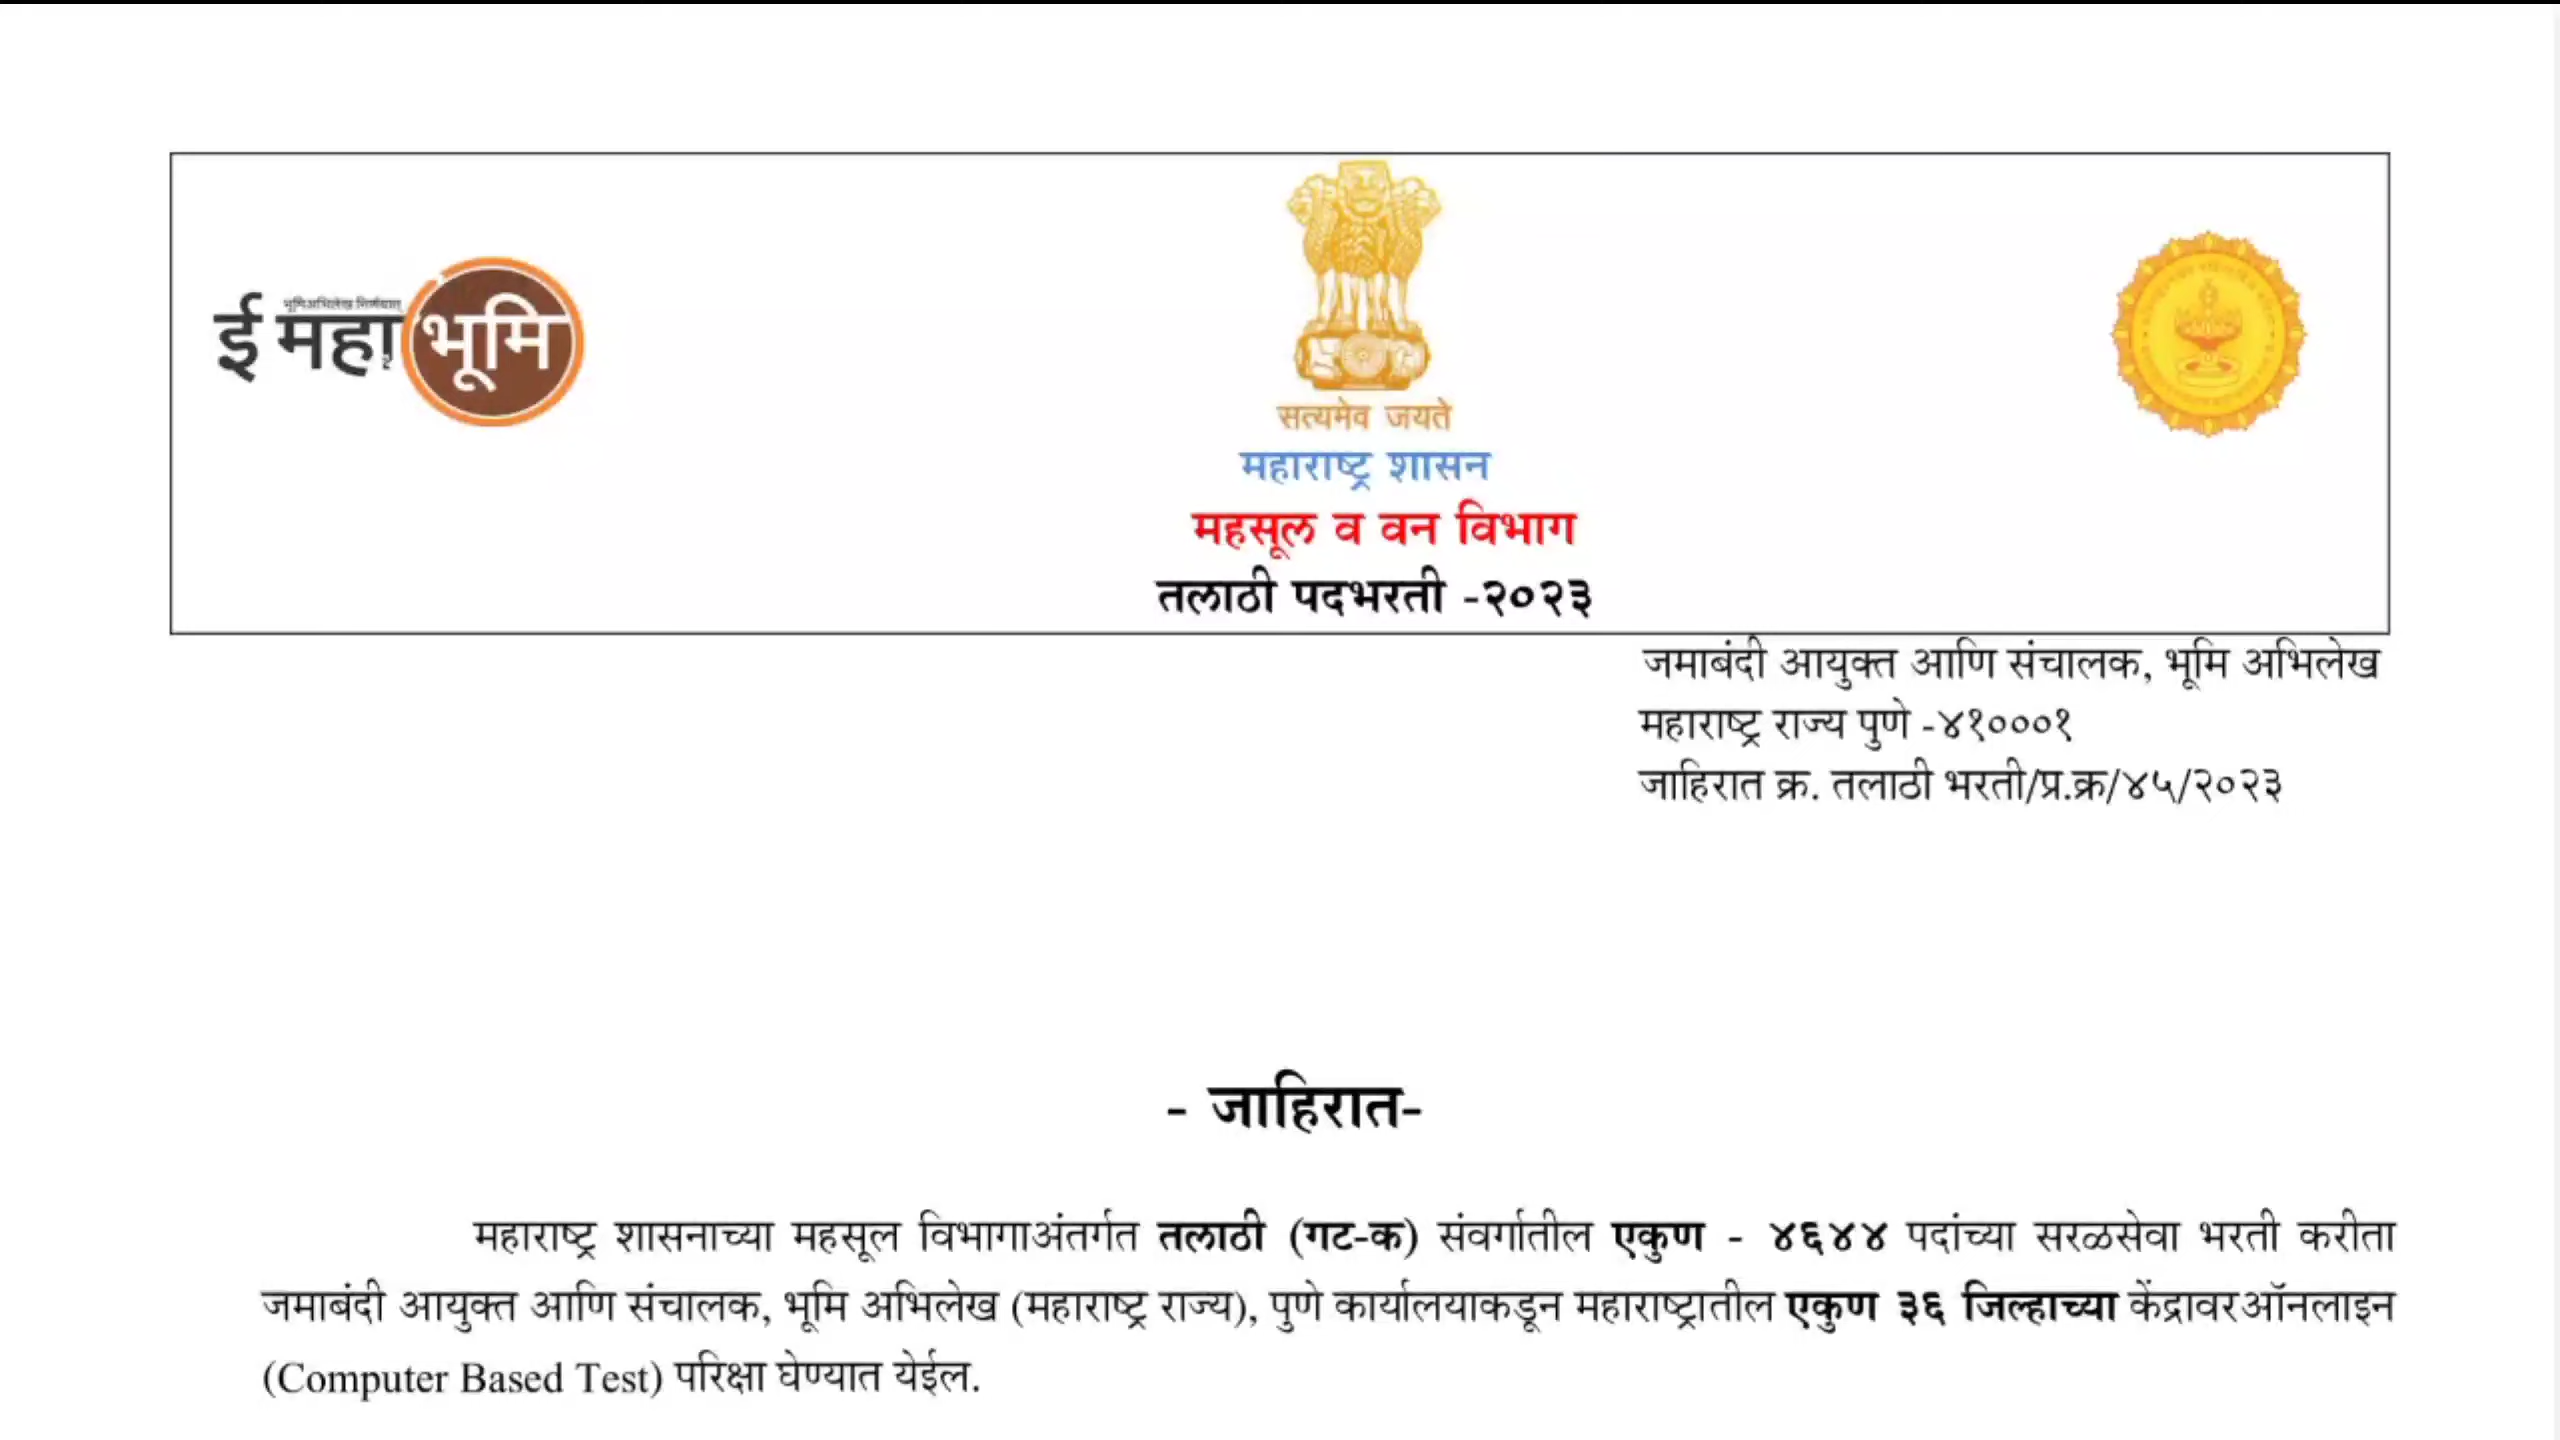 ई महाभूमि
सत्यमेव जयते
महाराष्ट्र शासन
महसूल व वन विभाग
तलाठी पदभरती -२०२३
जमाबंदी आयुक्त आणि संचालक, भूमि अभिलेख
महाराष्ट्र राज्य पुणे -४१०००१
जाहिरात क्र. तलाठी भरती/प्र.क्र/४५/२०२३
- जाहिरात-
महाराष्ट्र शासनाच्या महसूल विभागाअंतर्गत तलाठी (गट-क) संवर्गातील एकुण - ४६४४ पदांच्या सरळसेवा भरती करीता
जमाबंदी आयुक्त आणि संचालक, भूमि अभिलेख (महाराष्ट्र राज्य), पुणे कार्यालयाकडून महाराष्ट्रातील एकुण ३६ जिल्हाच्या केंद्रावरऑनलाइन
(Computer Based Test) परिक्षा घेण्यात येईल.